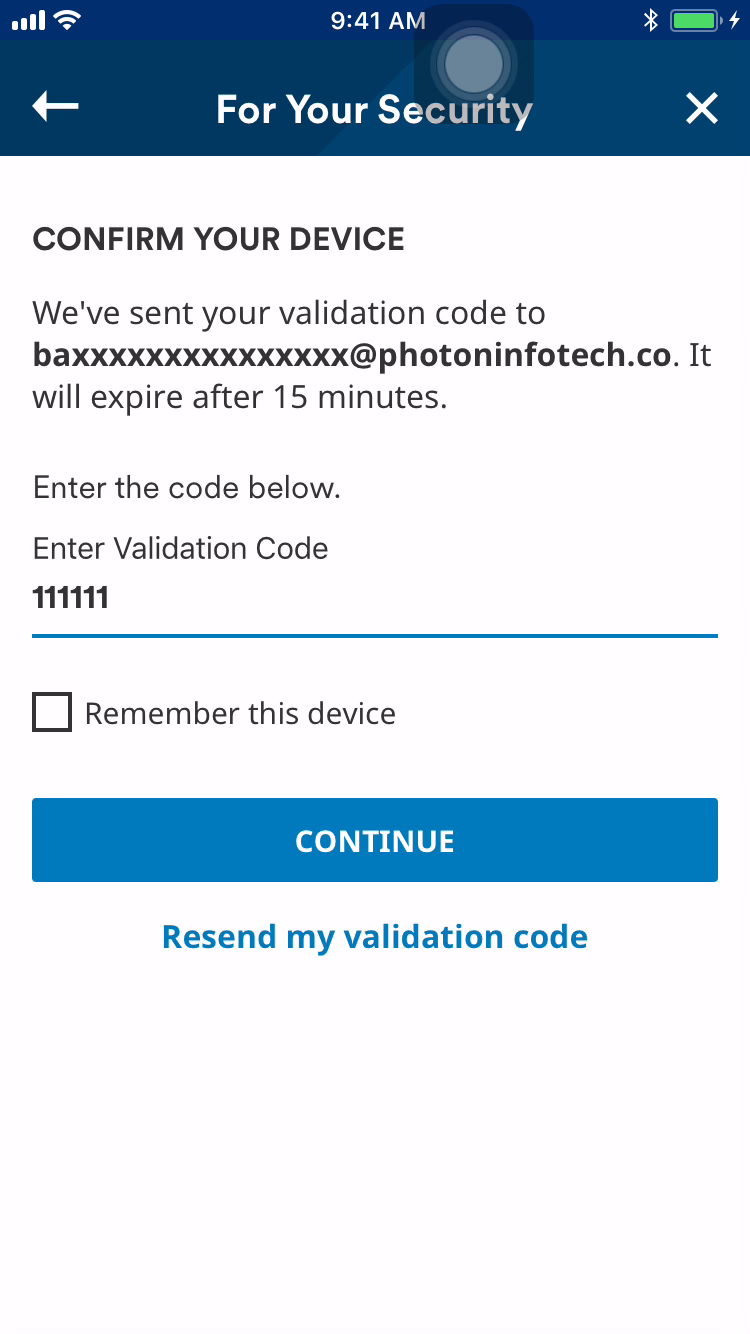 9:41 AM
For Your Security
CONFIRM YOUR DEVICE
We've sent your validation code to
baxxxxxxxxxxxxxxx@photoninfotech.co. It
will expire after 15 minutes.
Enter the code below.
Enter Validation Code
111111
Remember this device
CONTINUE
Resend my validation code